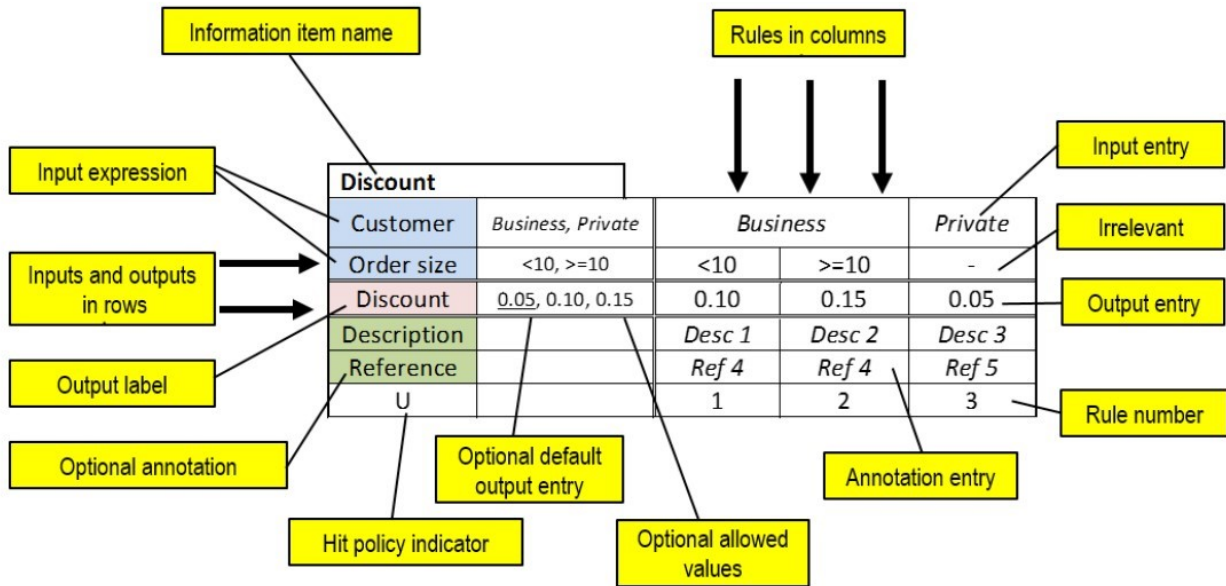 Information item name
Rules in columns
Input expression
Input entry
Discount
Customer Business, Private Business Private
Irrelevant
Order size <10, >=10 <10 >=10 -
Inputs and outputs
in rows
Discount 0.05, 0.10, 0.15 0.10 0.15 0.05
Output entry
Description Desc 1 Desc 2 Desc 3
Output label
Reference Ref 4 Ref 4 Ref 5
U 1 2 3
Rule number
Optional annotation
Optional default
output entry
Annotation entry
Hit policy indicator
Optional allowed
values